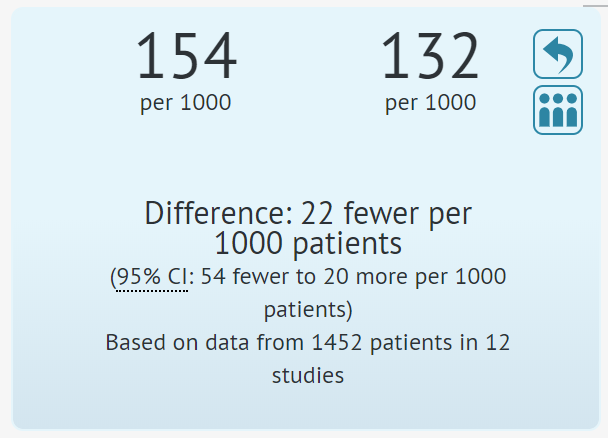 154 132
per 1000 per 1000
Difference: 22 fewer per
1000 patients
(95% CI: 54 fewer to 20 more per 1000
patients)
Based on data from 1452 patients in 12
studies